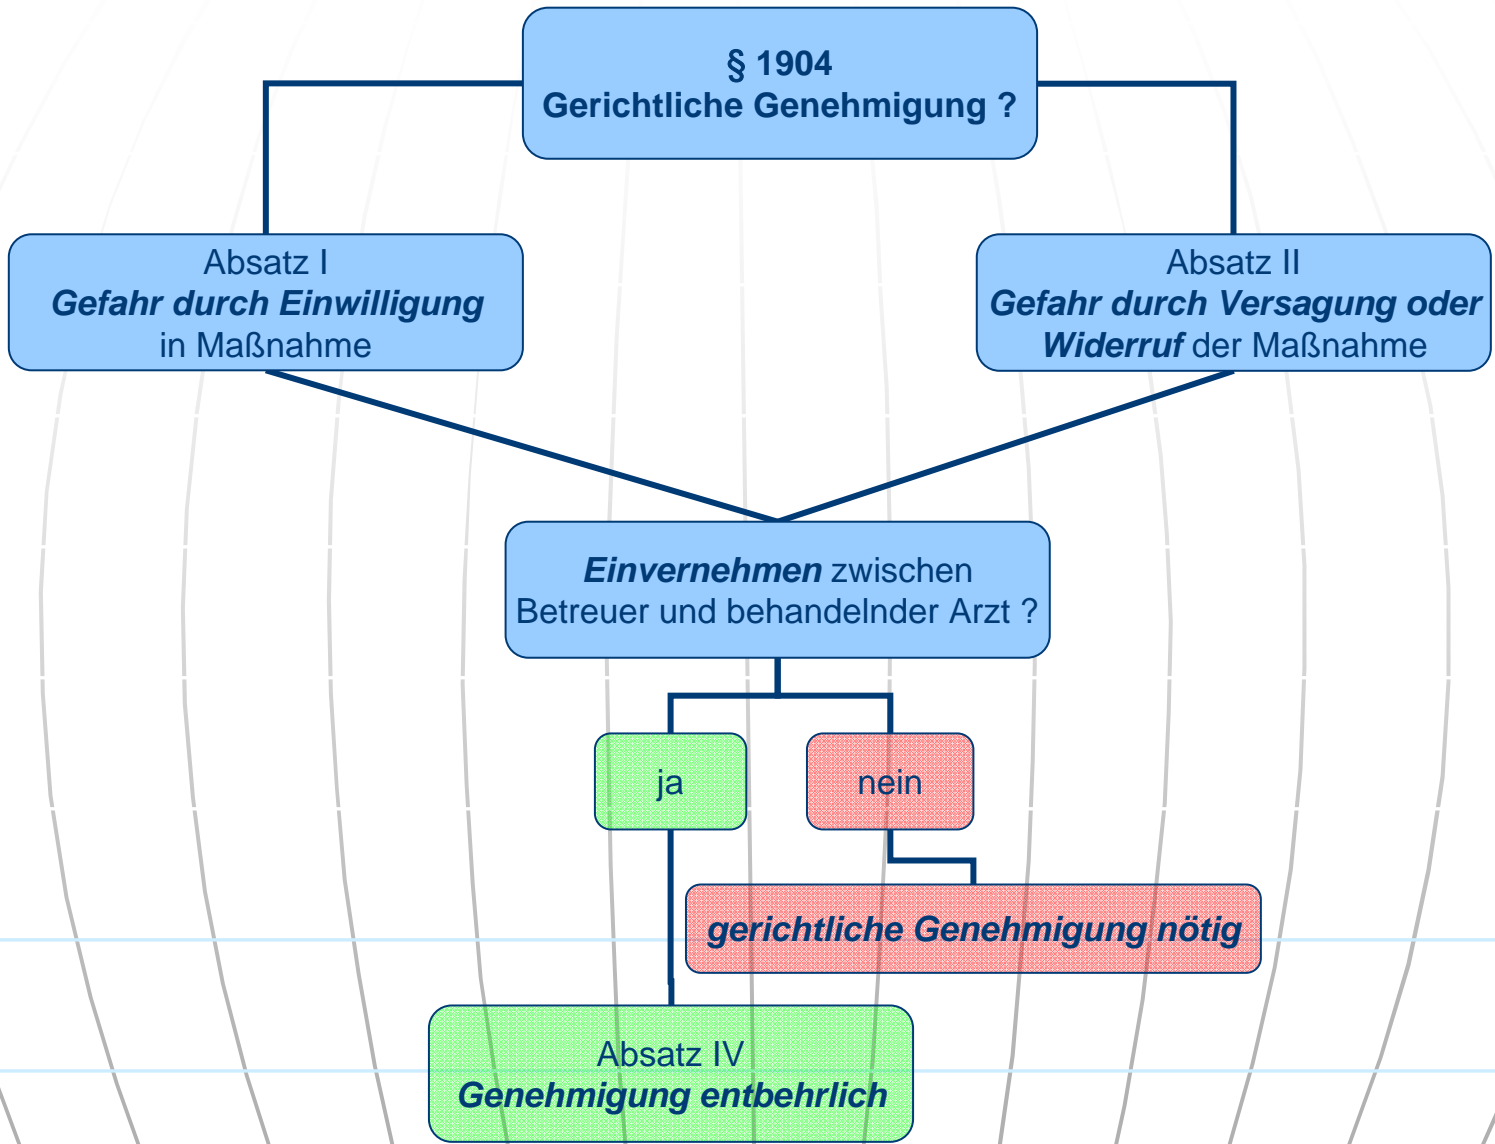 § 1904
Gerichtliche Genehmigung ?
Absatz I
Gefahr durch Einwilligung
in Maßnahme
Absatz II
Gefahr durch Versagung oder
Widerruf der Maßnahme
Einvernehmen zwischen
Betreuer und behandelnder Arzt ?
ja
nein
gerichtliche Genehmigung nötig
Absatz IV
Genehmigung entbehrlich